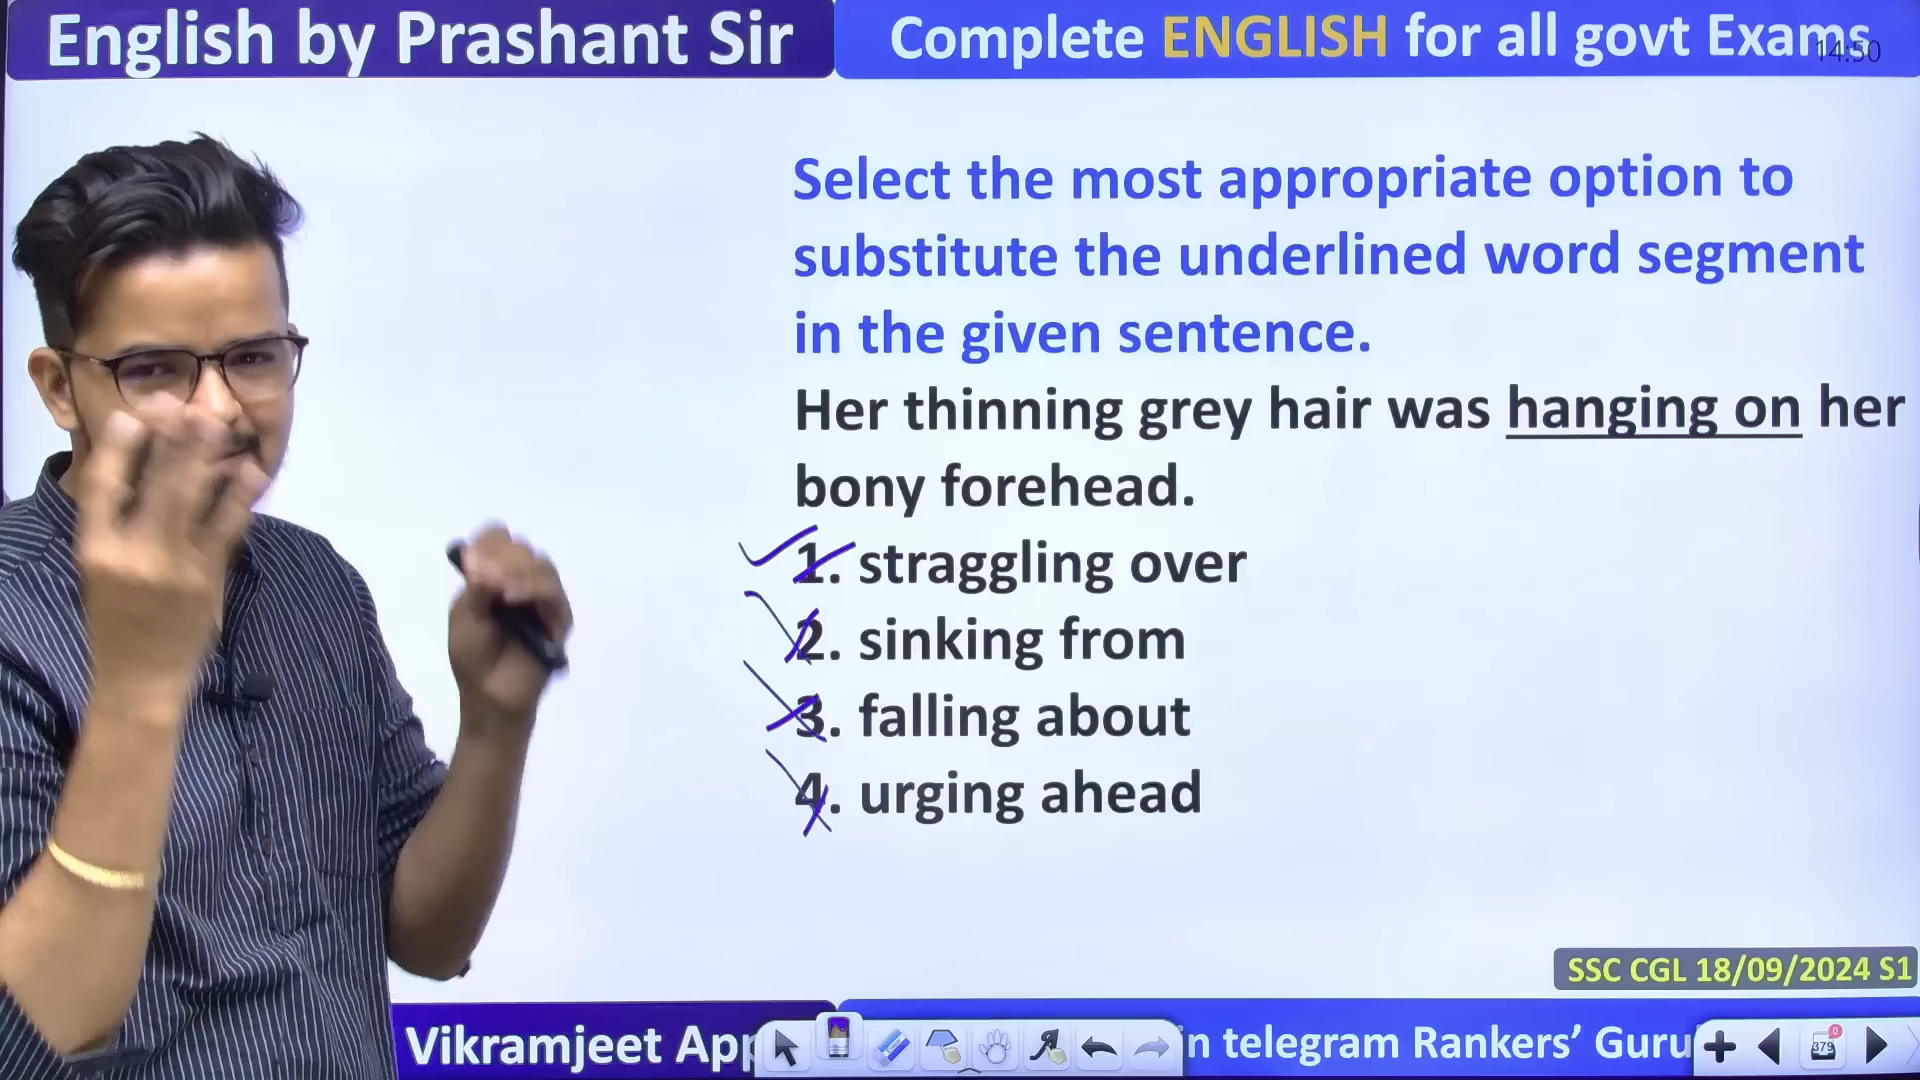 English by Prashant Sir
Complete ENGLISH for all govt Exams
14:50
Select the most appropriate option to
substitute the underlined word segment
in the given sentence.
Her thinning grey hair was hanging on her
bony forehead.
1. straggling over
2. sinking from
3. falling about
4. urging ahead
SSC CGL 18/09/2024 S1
Vikramjeet App
in telegram Rankers’ Guru
379
0